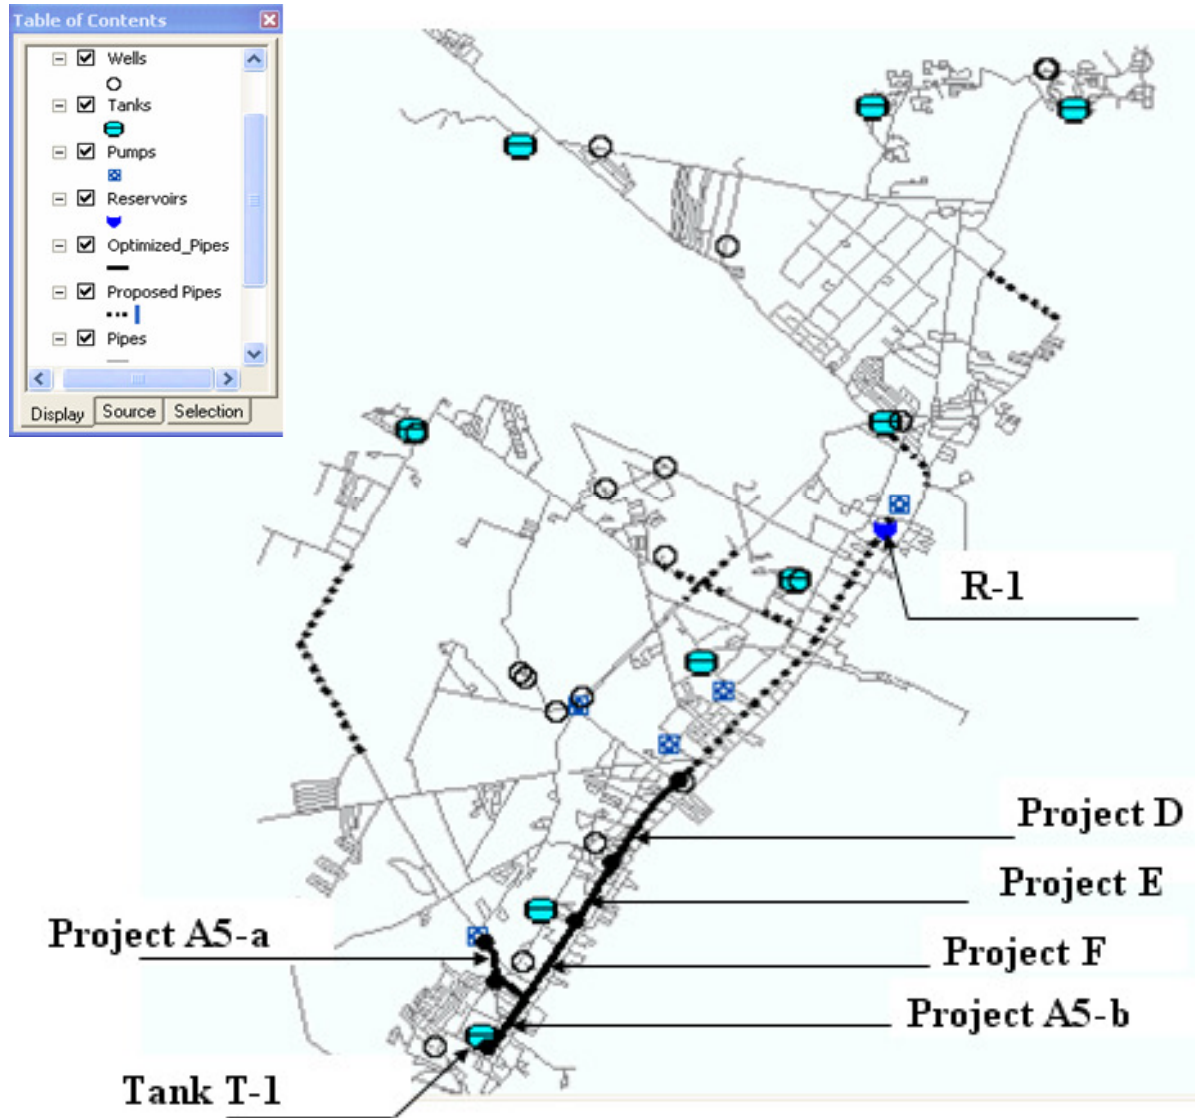 Table of Contents
Wells
Tanks
Pumps
Reservoirs
Optimized_Pipes
Proposed Pipes
Pipes
Display Source Selection
R-1
Project D
Project E
Project A5-a
Project F
Project A5-b
Tank T-1